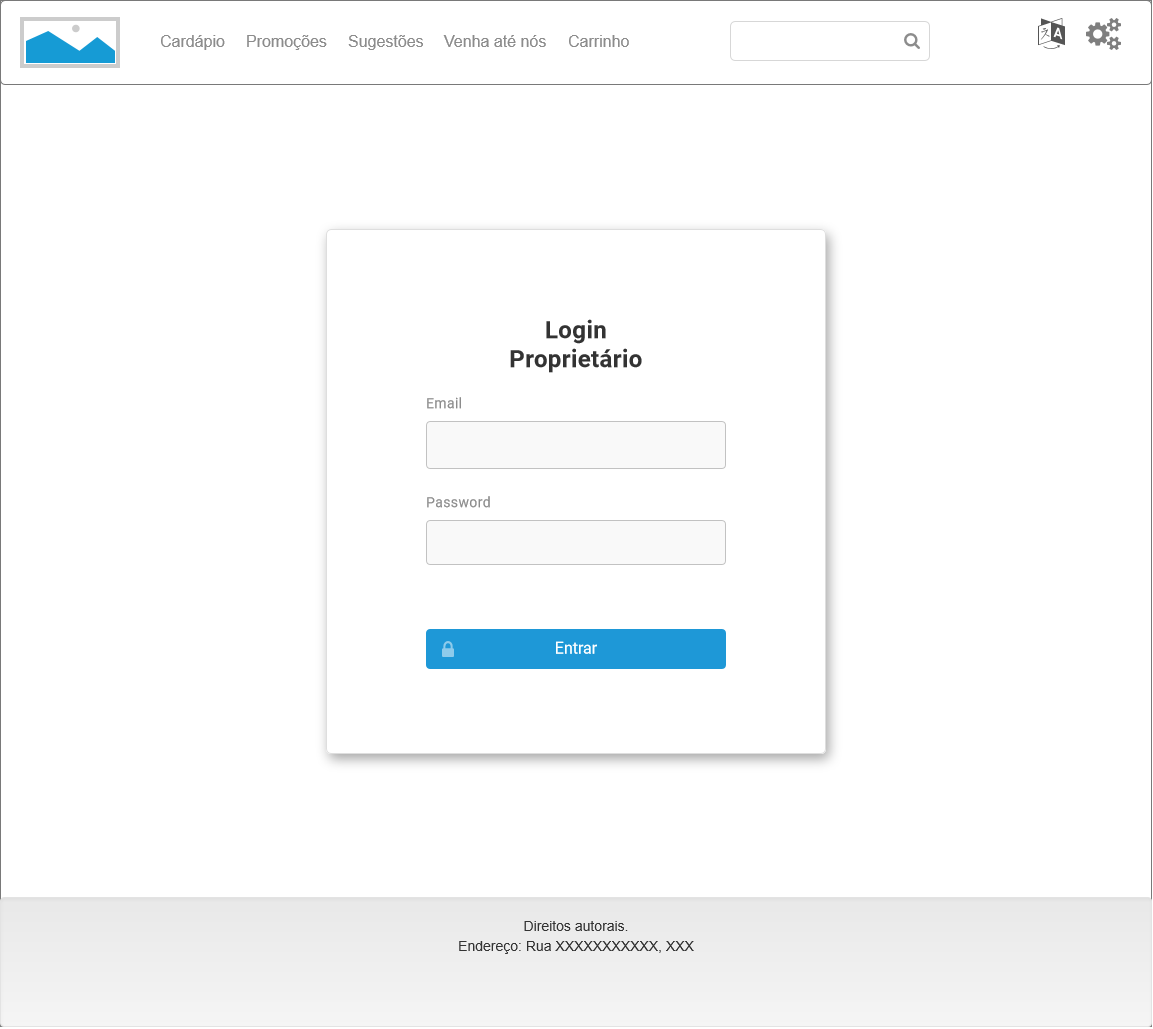 Cardápio Promoções Sugestões Venha até nós Carrinho
Login
Proprietário
Email
Password
Entrar
Direitos autorais.
Endereço: Rua XXXXXXXXXXX, XXX